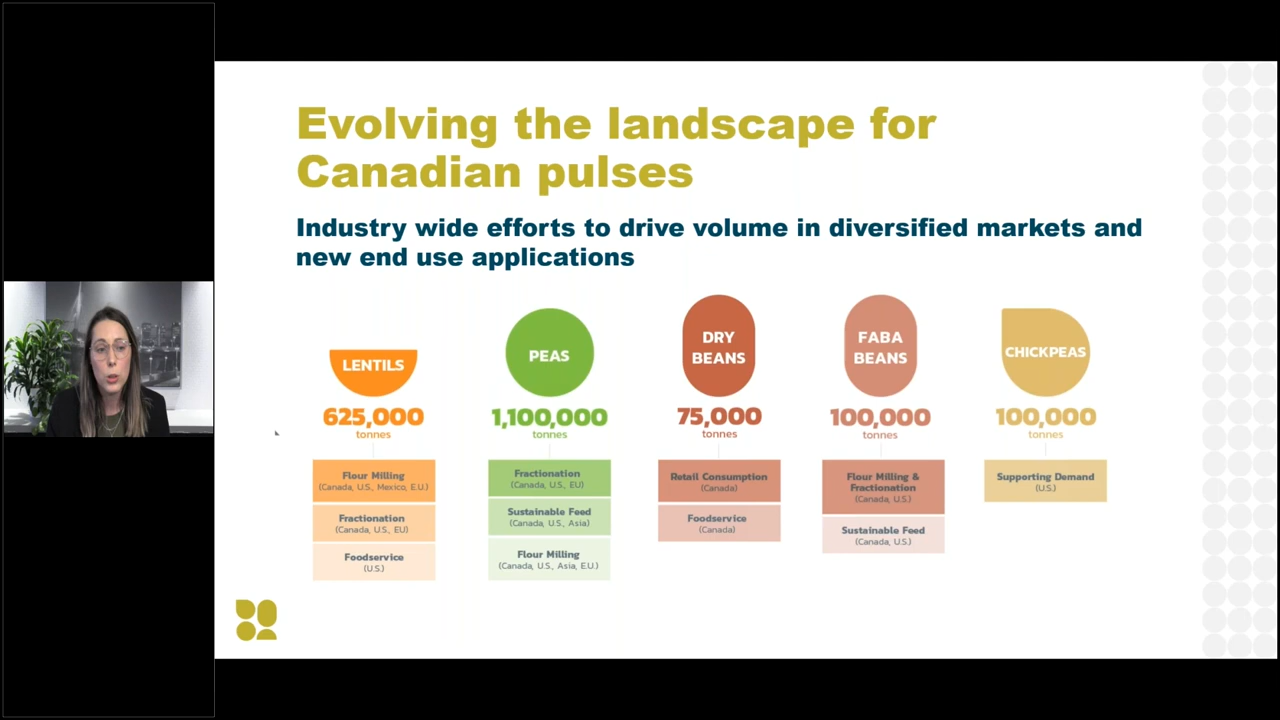 Evolving the landscape for
Canadian pulses
Industry wide efforts to drive volume in diversified markets and
new end use applications
LENTILS
625,000
tonnes
Flour Milling
(Canada, U.S., Mexico, E.U.)
Fractionation
(Canada, U.S., EU)
Foodservice
(U.S.)
PEAS
1,100,000
tonnes
Fractionation
(Canada, U.S., EU)
Sustainable Feed
(Canada, U.S., Asia)
Flour Milling
(Canada, U.S., Asia, E.U.)
DRY
BEANS
75,000
tonnes
Retail Consumption
(Canada)
Foodservice
(Canada)
FABA
BEANS
100,000
tonnes
Flour Milling &
Fractionation
(Canada, U.S.)
Sustainable Feed
(Canada, U.S.)
CHICKPEAS
100,000
tonnes
Supporting Demand
(U.S.)